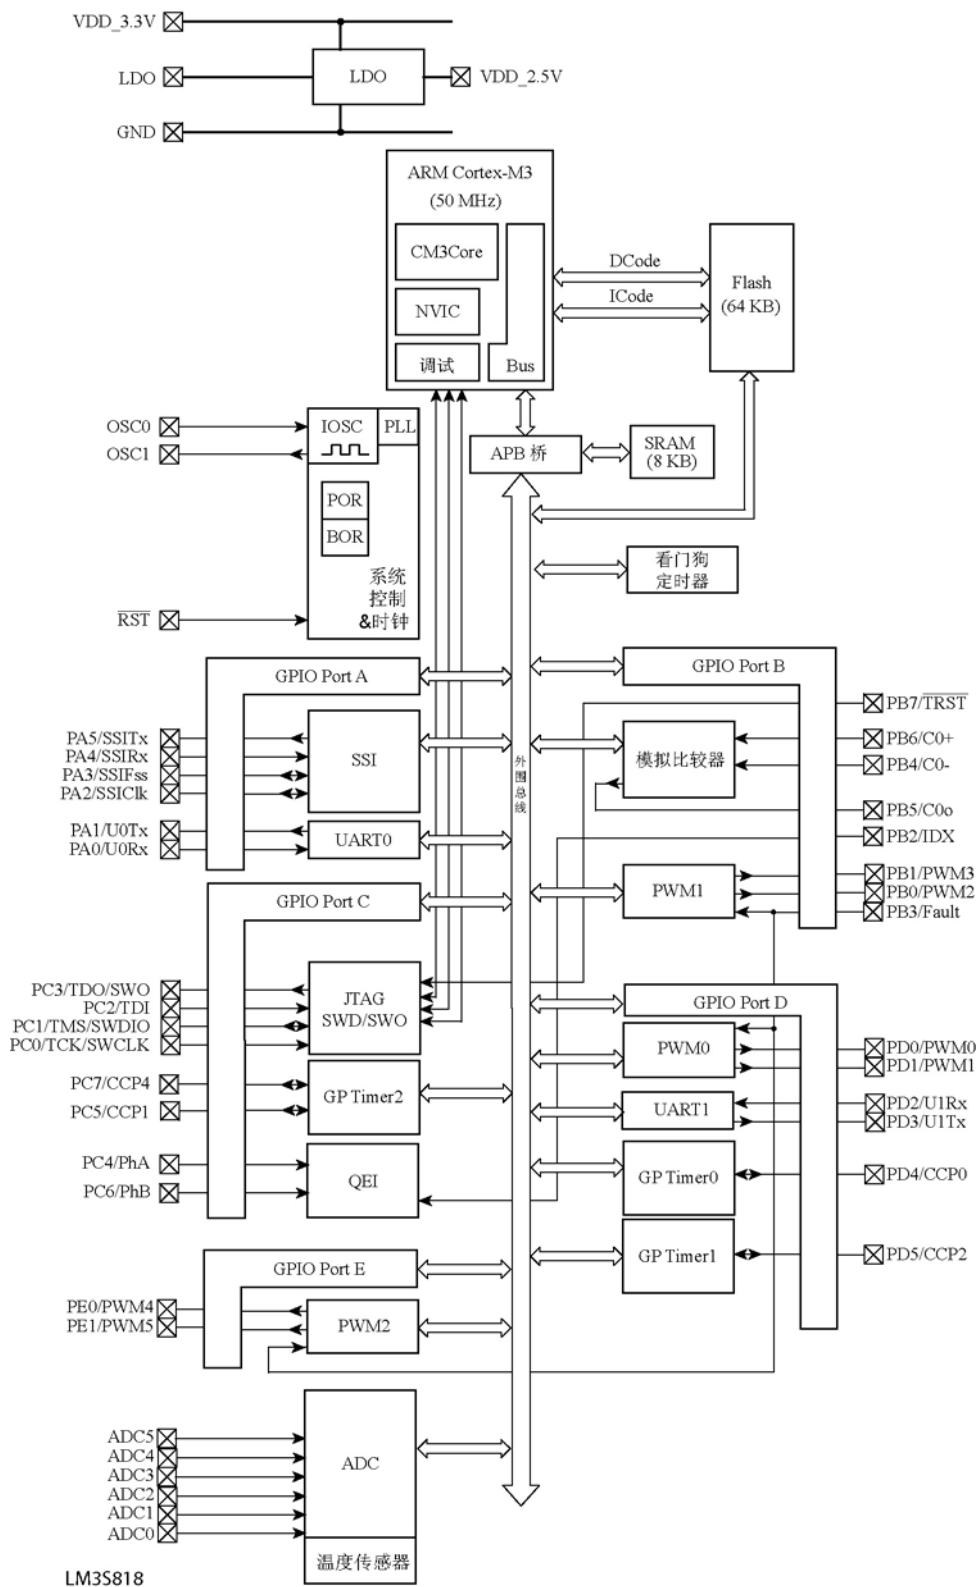 VDD_3.3V
LDO
LDO
VDD_2.5V
GND
ARM Cortex-M3
(50 MHz)
CM3Core
NVIC
调试
Bus
DCode
ICode
Flash
(64 KB)
OSC0
OSC1
IOSC
PLL
POR
BOR
系统
控制
&时钟
RST
APB 桥
SRAM
(8 KB)
看门狗
定时器
外围总线
GPIO Port A
PA5/SSITx
PA4/SSIRx
PA3/SSIFss
PA2/SSIClk
SSI
PA1/U0Tx
PA0/U0Rx
UART0
GPIO Port B
PB7/TRST
PB6/C0+
PB4/C0-
模拟比较器
PB5/C0o
PB2/IDX
PWM1
PB1/PWM3
PB0/PWM2
PB3/Fault
GPIO Port C
PC3/TDO/SWO
PC2/TDI
PC1/TMS/SWDIO
PC0/TCK/SWCLK
JTAG
SWD/SWO
PC7/CCP4
PC5/CCP1
GP Timer2
PC4/PhA
PC6/PhB
QEI
GPIO Port D
PWM0
PD0/PWM0
PD1/PWM1
UART1
PD2/U1Rx
PD3/U1Tx
GP Timer0
PD4/CCP0
GP Timer1
PD5/CCP2
GPIO Port E
PE0/PWM4
PE1/PWM5
PWM2
ADC5
ADC4
ADC3
ADC2
ADC1
ADC0
ADC
温度传感器
LM3S818